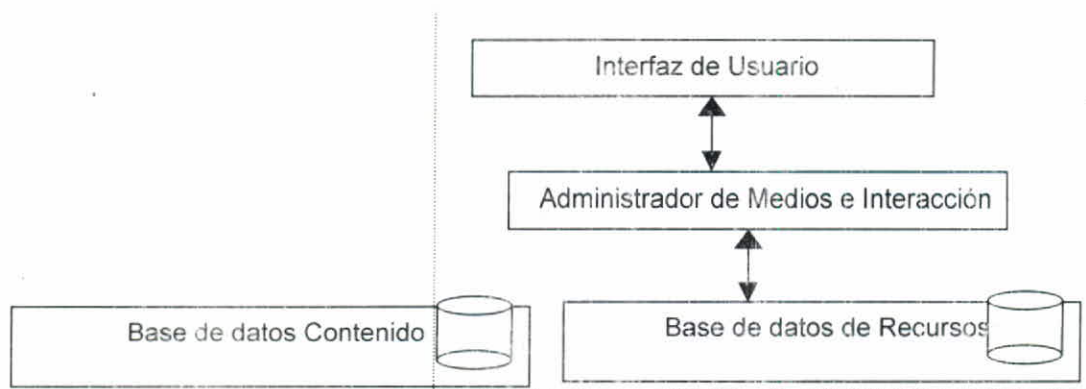 Interfaz de Usuario
Administrador de Medios e Interacción
Base de datos Contenido
Base de datos de Recursos